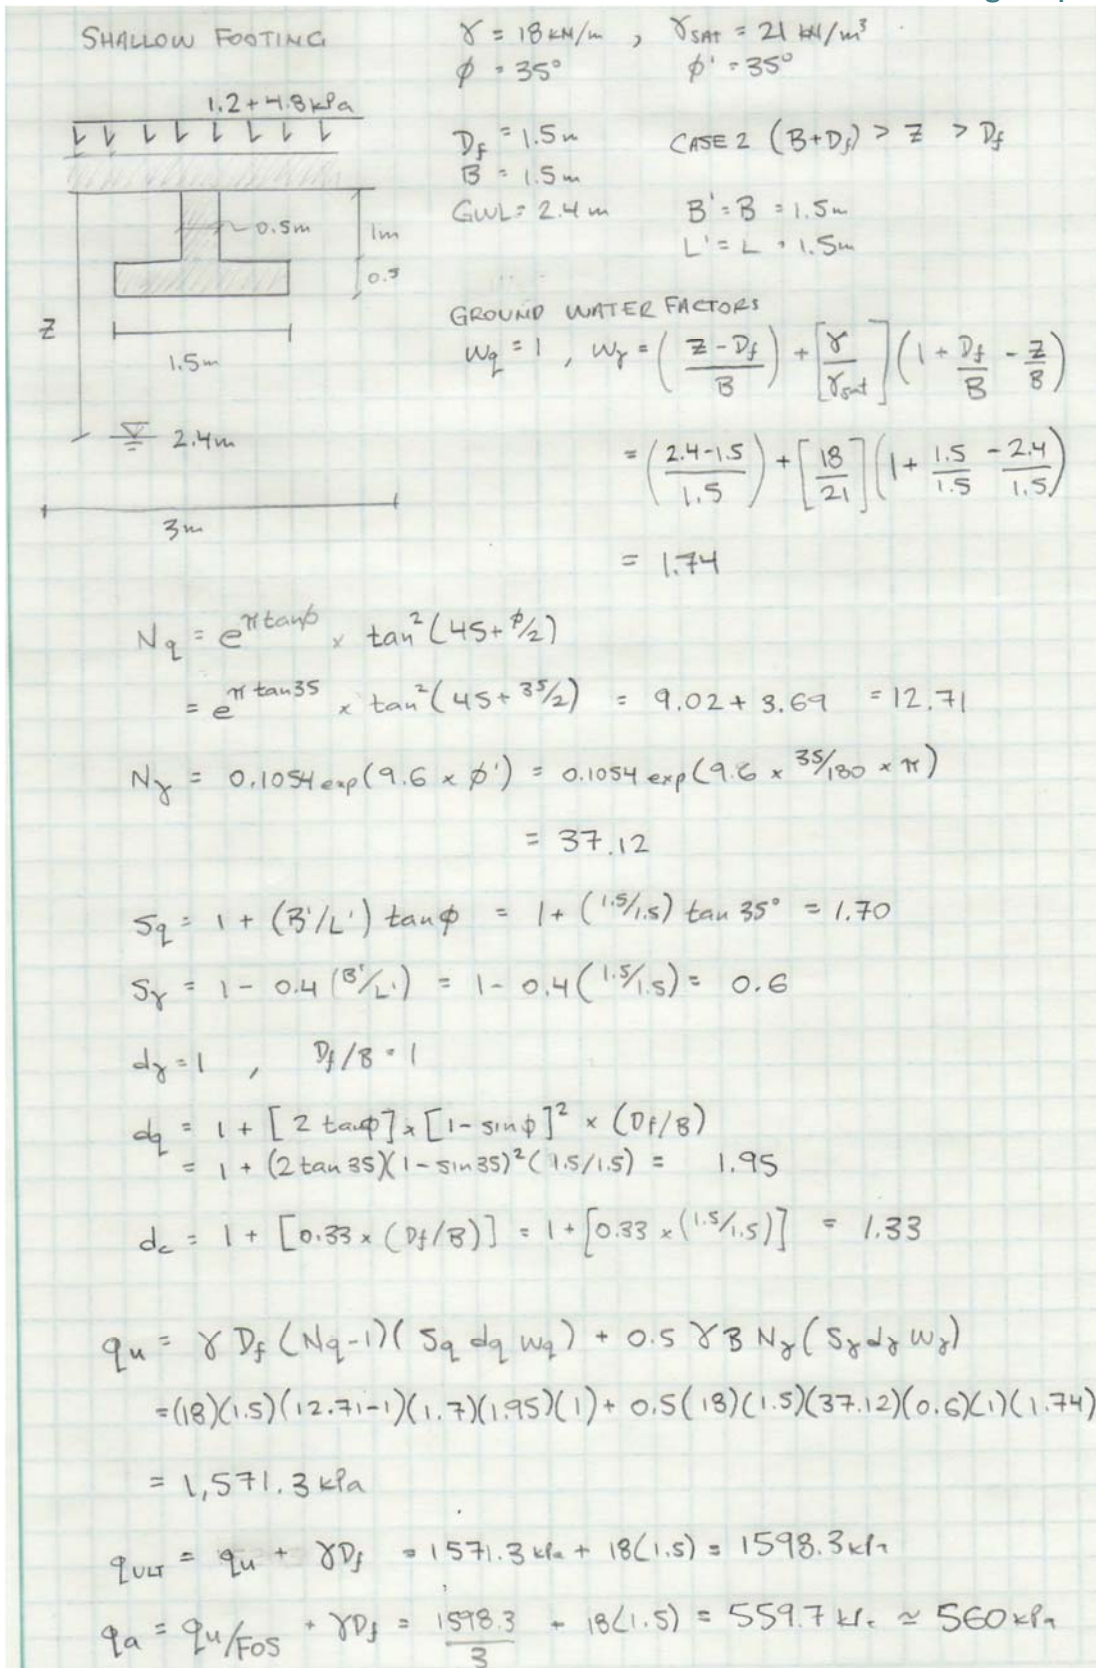 SHALLOW FOOTING
γ = 18 kN/m , γSAT = 21 kN/m³
φ = 35° φ' = 35°
1.2 + 4.8 kPa
Df = 1.5m CASE 2 (B+Df) > Z > Df
B = 1.5m
GWL = 2.4 m B' = B = 1.5m
L' = L = 1.5m
0.5m
1m
0.5
1.5m
Z
2.4m
3m
GROUND WATER FACTORS
Wq = 1 , Wγ = ((Z - Df)/B) + [γ/γsat](1 + Df/B - Z/B)
= ((2.4-1.5)/1.5) + [18/21](1 + 1.5/1.5 - 2.4/1.5)
= 1.74
Nq = e^(π tanφ) × tan²(45 + φ/2)
= e^(π tan35) × tan²(45 + 35/2) = 9.02 + 3.69 = 12.71
Nγ = 0.1054 exp(9.6 × φ') = 0.1054 exp(9.6 × 35/180 × π)
= 37.12
Sq = 1 + (B'/L') tanφ = 1 + (1.5/1.5) tan 35° = 1.70
Sγ = 1 - 0.4 (B'/L') = 1 - 0.4 (1.5/1.5) = 0.6
dγ = 1 , Df/B = 1
dq = 1 + [2 tanφ] × [1 - sinφ]² × (Df/B)
= 1 + (2 tan 35)(1 - sin 35)² (1.5/1.5) = 1.95
dc = 1 + [0.33 × (Df/B)] = 1 + [0.33 × (1.5/1.5)] = 1.33
qu = γ Df (Nq-1)(Sq dq wq) + 0.5 γ B Nγ (Sγ dγ Wγ)
= (18)(1.5)(12.71-1)(1.7)(1.95)(1) + 0.5(18)(1.5)(37.12)(0.6)(1)(1.74)
= 1,571.3 kPa
qULT = qu + γDf = 1571.3 kPa + 18(1.5) = 1598.3 kPa
qa = qu/FOS + γDf = 1598.3/3 + 18(1.5) = 559.7 kPa ≃ 560 kPa